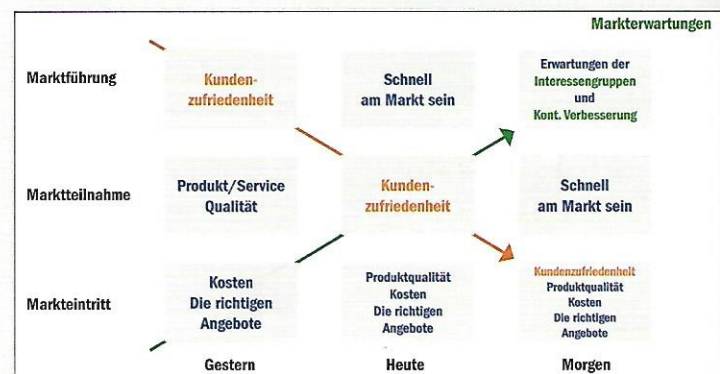 Markterwartungen
Marktführung
Kunden-
zufriedenheit
Schnell
am Markt sein
Erwartungen der
Interessengruppen
und
Kont. Verbesserung
Marktteilnahme
Produkt/Service
Qualität
Kunden-
zufriedenheit
Schnell
am Markt sein
Markteintritt
Kosten
Die richtigen
Angebote
Produktqualität
Kosten
Die richtigen
Angebote
Kundenzufriedenheit
Produktqualität
Kosten
Die richtigen
Angebote
Gestern
Heute
Morgen